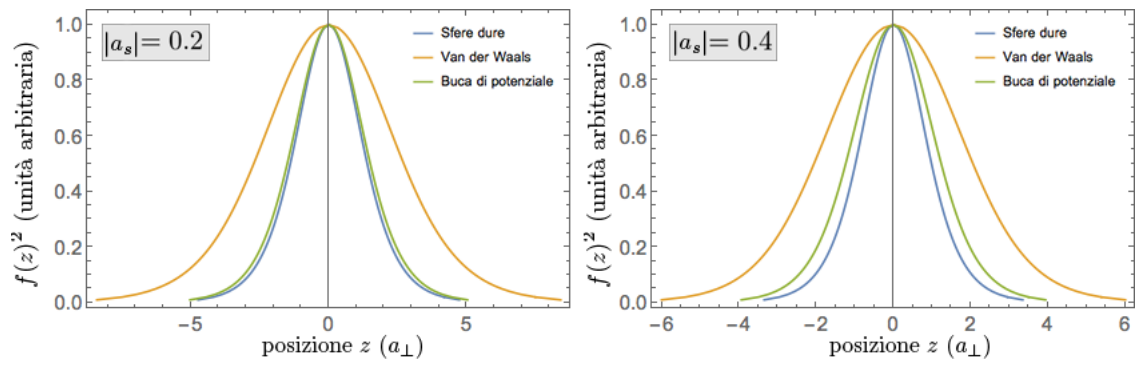 |a_s|= 0.2
Sfere dure
Van der Waals
Buca di potenziale
f(z)² (unità arbitraria)
1.0
0.8
0.6
0.4
0.2
0.0
−5 0 5
posizione z (a⊥)
|a_s|= 0.4
Sfere dure
Van der Waals
Buca di potenziale
f(z)² (unità arbitraria)
1.0
0.8
0.6
0.4
0.2
0.0
−6 −4 −2 0 2 4 6
posizione z (a⊥)